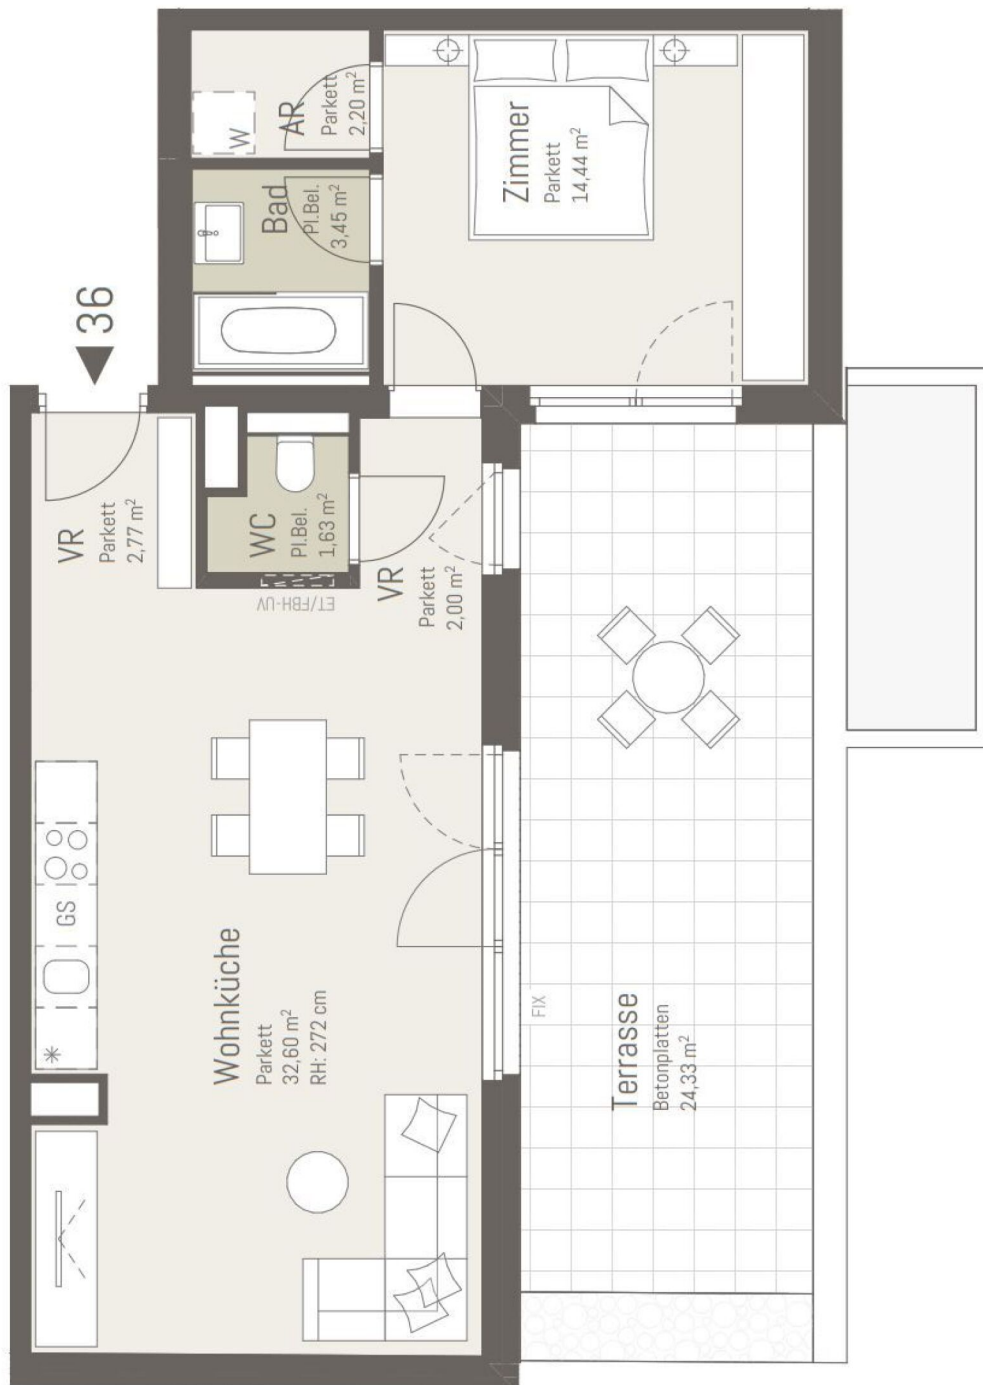 36
AR
Parkett
2,20 m²
W
Bad
Pl.Bel.
3,45 m²
Zimmer
Parkett
14,44 m²
VR
Parkett
2,77 m²
WC
Pl.Bel.
1,63 m²
ET/FBH-UV
VR
Parkett
2,00 m²
GS
Wohnküche
Parkett
32,60 m²
RH: 272 cm
FIX
Terrasse
Betonplatten
24,33 m²